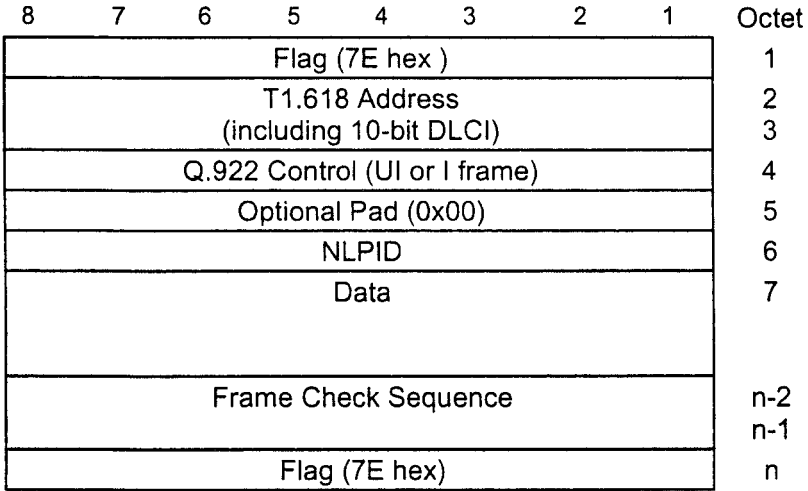 8 7 6 5 4 3 2 1 Octet
Flag (7E hex ) 1
T1.618 Address 2
(including 10-bit DLCI) 3
Q.922 Control (UI or I frame) 4
Optional Pad (0x00) 5
NLPID 6
Data 7
Frame Check Sequence n-2
n-1
Flag (7E hex) n